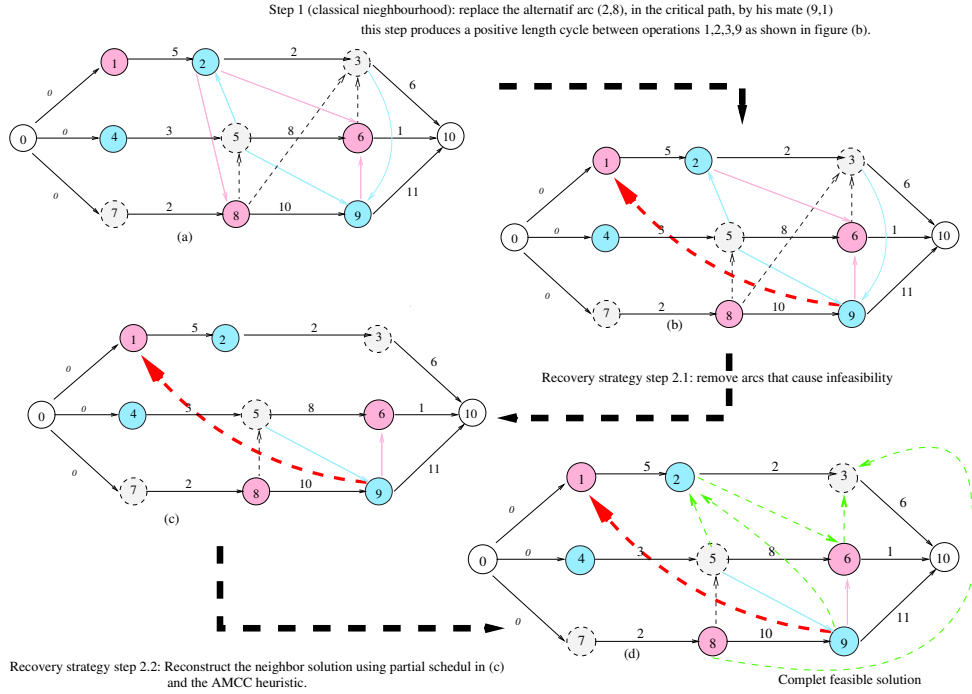 Step 1 (classical nieghbourhood): replace the alternatif arc (2,8), in the critical path, by his mate (9,1)
this step produces a positive length cycle between operations 1,2,3,9 as shown in figure (b).
1 5 2 2 3
0 6
0 0 4 3 5 8 6 1 10
0 11
7 2 8 10 9
(a)
1 5 2 2 3
0 6
0 0 4 3 5 8 6 1 10
0 11
7 2 8 10 9
(b)
Recovery strategy step 2.1: remove arcs that cause infeasibility
1 5 2 2 3
0 6
0 0 4 3 5 8 6 1 10
0 11
7 2 8 10 9
(c)
1 5 2 2 3
0 6
0 0 4 3 5 8 6 1 10
0 11
7 2 8 10 9
(d)
Recovery strategy step 2.2: Reconstruct the neighbor solution using partial schedul in (c)
and the AMCC heuristic.
Complet feasible solution